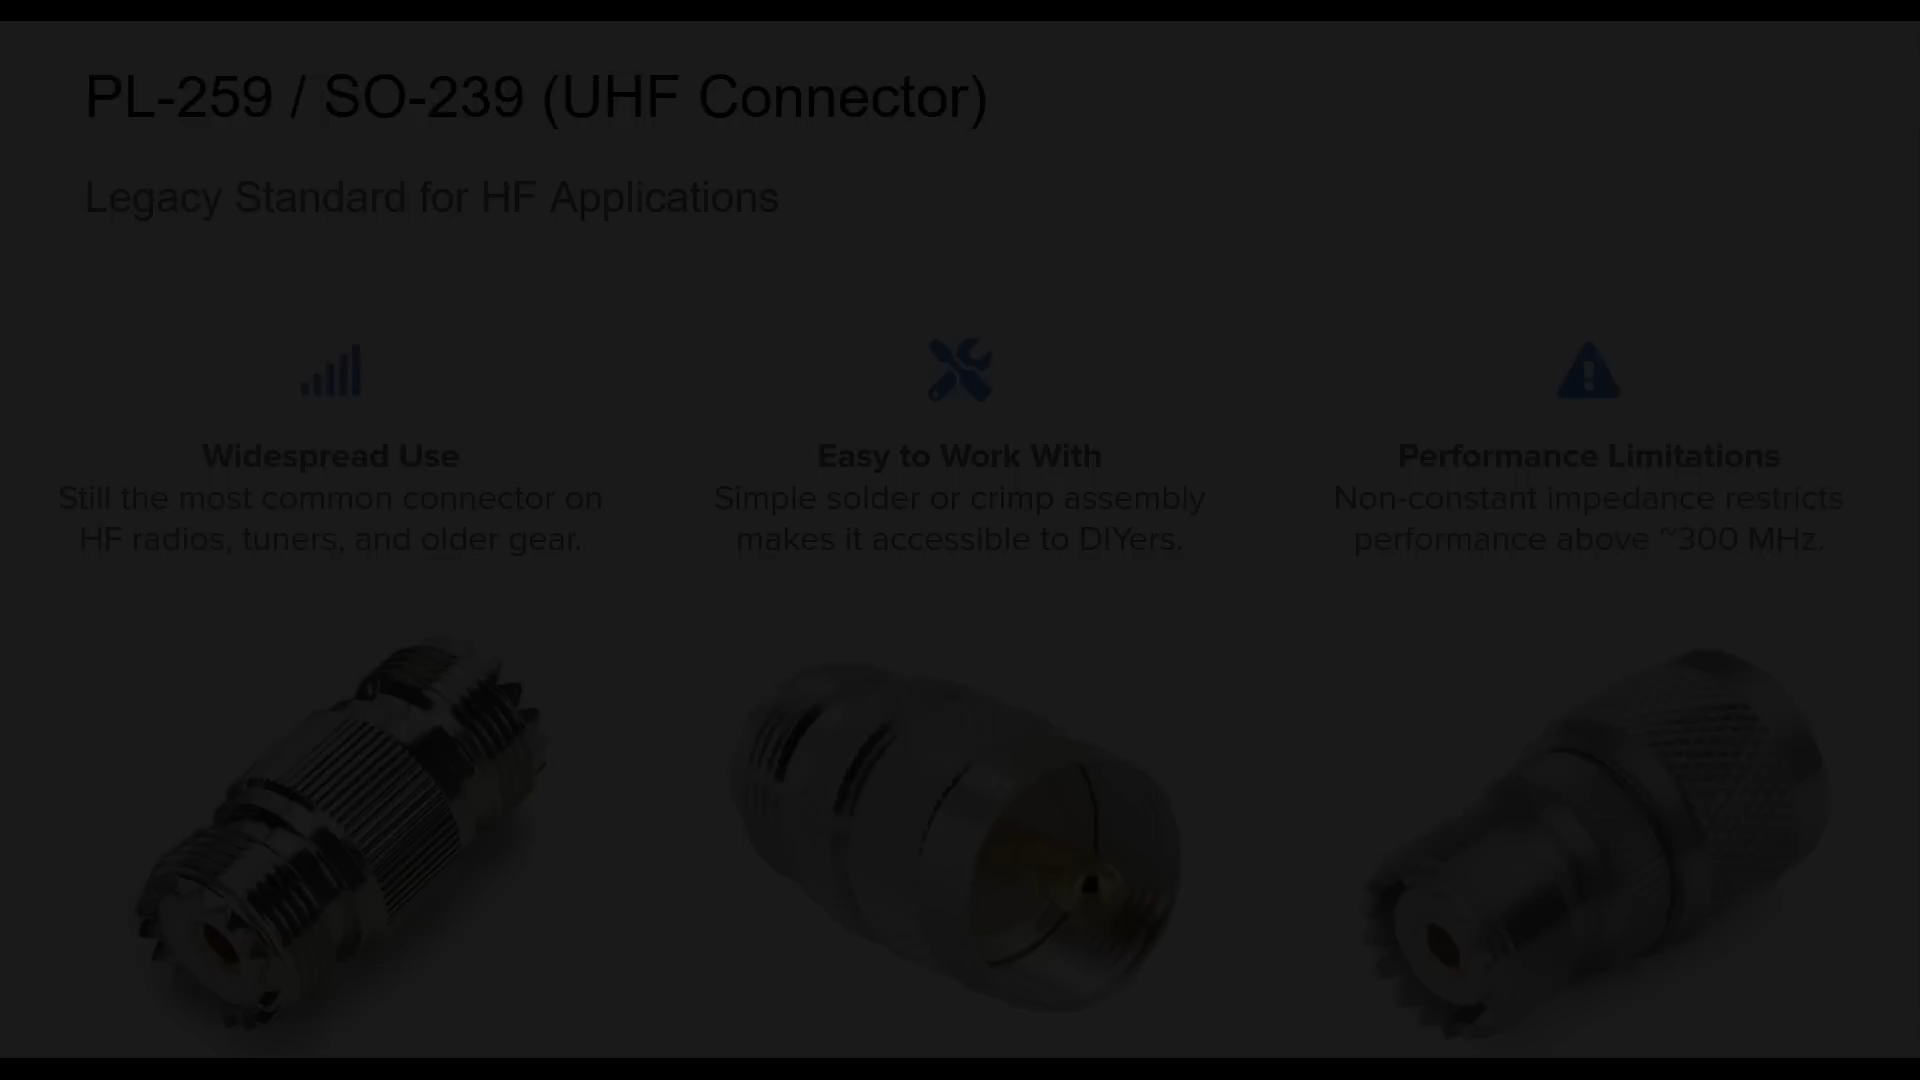 PL-259 / SO-239 (UHF Connector)
Legacy Standard for HF Applications
Widespread Use
Still the most common connector on
HF radios, tuners, and older gear.
Easy to Work With
Simple solder or crimp assembly
makes it accessible to DIYers.
Performance Limitations
Non-constant impedance restricts
performance above ~300 MHz.